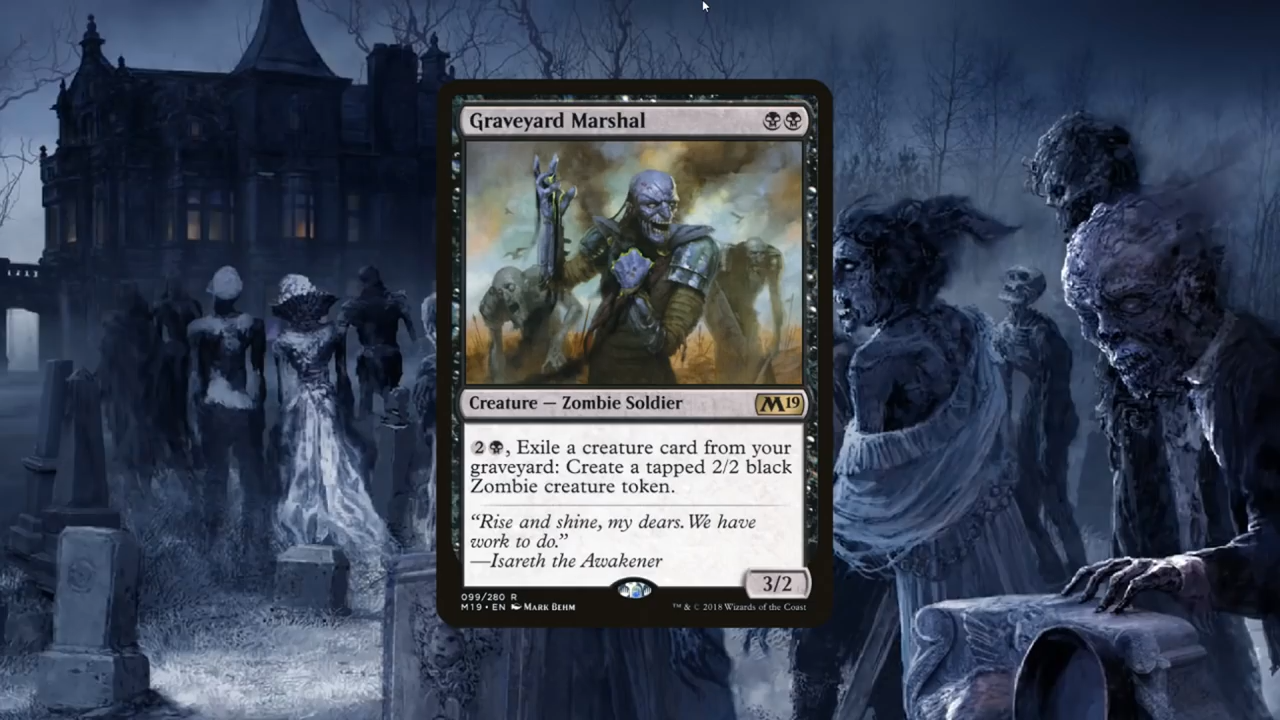 Graveyard Marshal
Creature — Zombie Soldier
M19
2, Exile a creature card from your
graveyard: Create a tapped 2/2 black
Zombie creature token.
“Rise and shine, my dears. We have
work to do.”
—Isareth the Awakener
3/2
099/280 R
M19 • EN Mark Behm
™ & © 2018 Wizards of the Coast